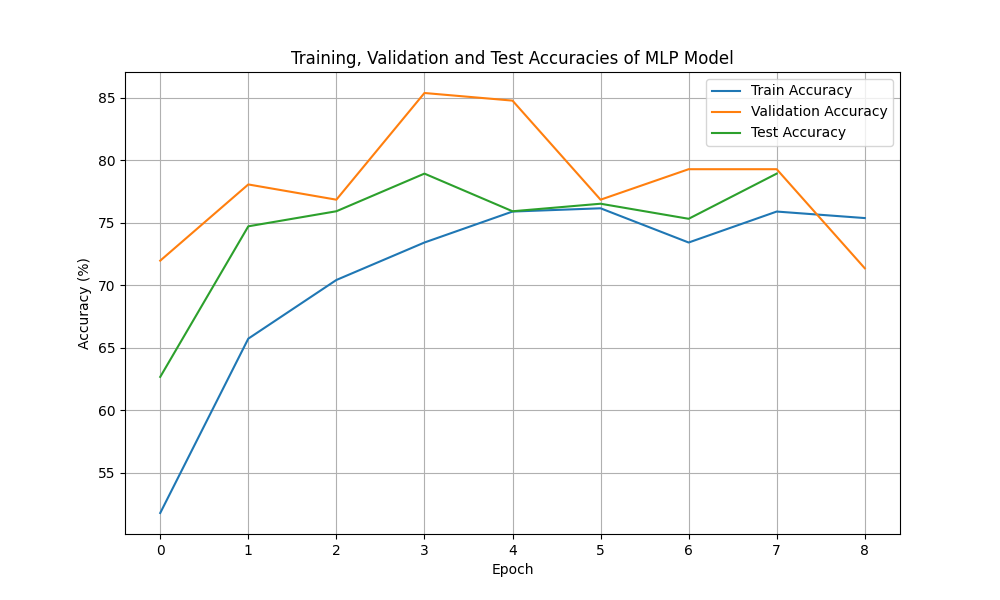 Training, Validation and Test Accuracies of MLP Model
Train Accuracy
Validation Accuracy
Test Accuracy
85
80
75
70
65
60
55
Accuracy (%)
0 1 2 3 4 5 6 7 8
Epoch